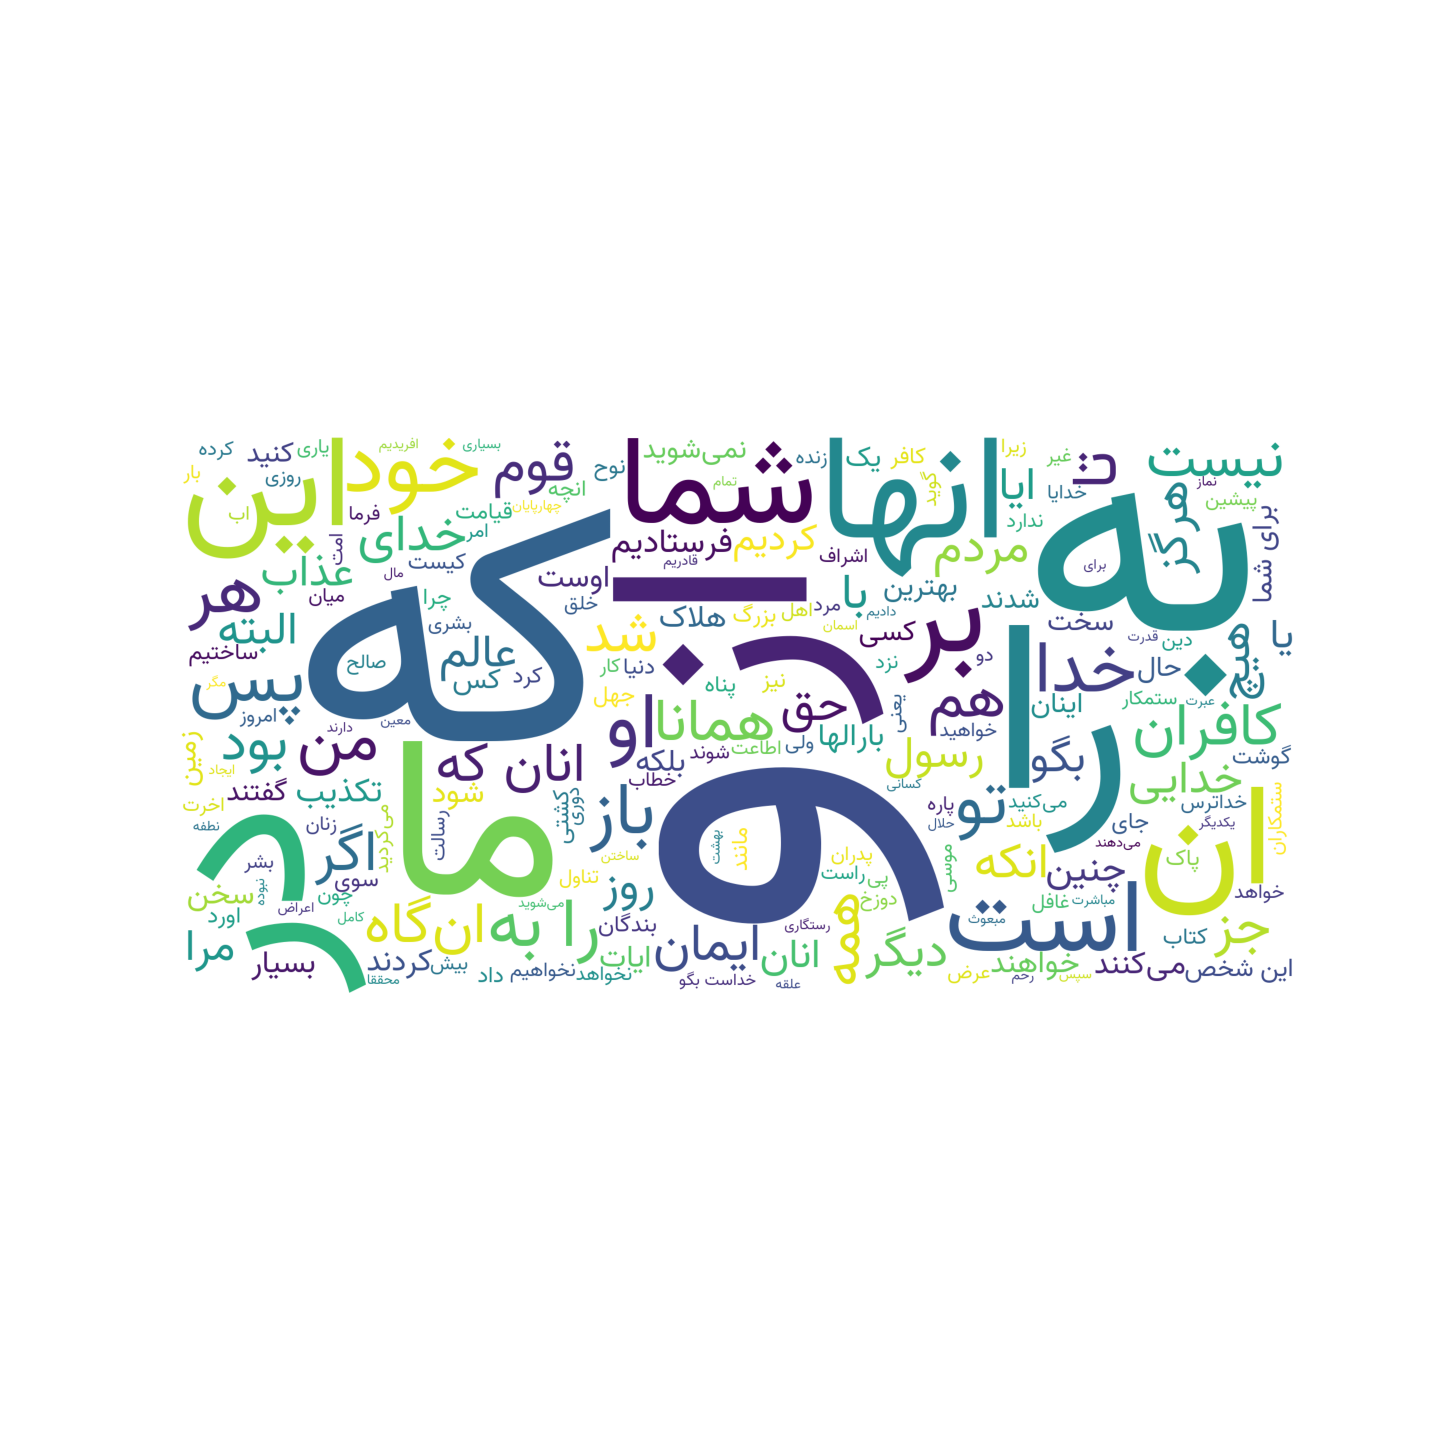 کرده
یاری
افریدیم
بسیاری
نمی‌شوید
زیرا
غیر
نیست
بار
این
روزی
کنید
خود
قوم
نوح
شما
تمام
زنده
یک
کافر
گوید
انها
ایا
خدایا
تا
نماز
پیشین
به
هرگز
برای شما
اب
فرما
امت
خدای
قیامت
امر
چهارپایان
انچه
که
فرستادیم
قادریم
کردیم
اشراف
مردم
ندارد
برای
عذاب
کیست
مال
میان
هر
اوست
خلق
از
هلاک
بزرگ
اهل
مرد
با
دادیم
بهترین
شدند
سخت
قدرت
دین
هیچ
یا
البته
چرا
بشری
شد
اسمان
کسی
بر
دو
ساختیم
صالح
عالم
کس
کرد
کار
دنیا
پناه
نیز
نزد
را
خدا
حال
ستمکار
عبرت
مگر
پس
امروز
معین
دارند
جهل
او
همانا
حق
یعنی
هم
اینان
کافران
زمین
بود
من
انان که
بلکه
شوند
اطاعت
ولی
بارالها
خواهید
گوشت
ایجاد
اخرت
گفتند
تکذیب
شود
خطاب
کسانی
رسول
بگو
خدایی
نطفه
زنان
می‌کردید
ما
رسالت
کشتی
دوری
باز
و
پاره
حلال
تو
می‌کنید
باشد
خداترس
جای
یکدیگر
ستمکاران
در
بشر
اگر
ساختن
بهشت
مانند
پدران
موسی
می‌دهند
ان
پاک
سخن
نبوده
سوی
چون
اعراض
تناول
روز
راست
پی
دوزخ
انکه
چنین
خواهد
اورد
کامل
می‌شوید
بندگان
رستگاری
همه
مبعوث
غافل
مباشرت
است
کتاب
جز
مرا
بسیار
ان‌گاه
را به
ایمان
انان
دیگر
خواهند
می‌کنند
این شخص
محققا
کردند
بیش
داد
نخواهیم
نخواهد
ایات
خداست بگو
علقه
عرض
رحم
سپس